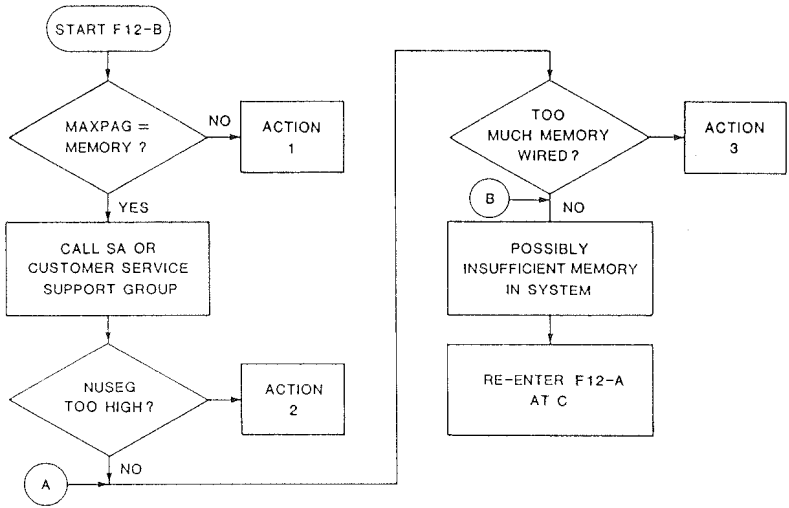 START F12-B
MAXPAG =
MEMORY ?
NO
ACTION
1
YES
CALL SA OR
CUSTOMER SERVICE
SUPPORT GROUP
NUSEG
TOO HIGH?
ACTION
2
NO
A
TOO
MUCH MEMORY
WIRED?
ACTION
3
B
NO
POSSIBLY
INSUFFICIENT MEMORY
IN SYSTEM
RE-ENTER F12-A
AT C